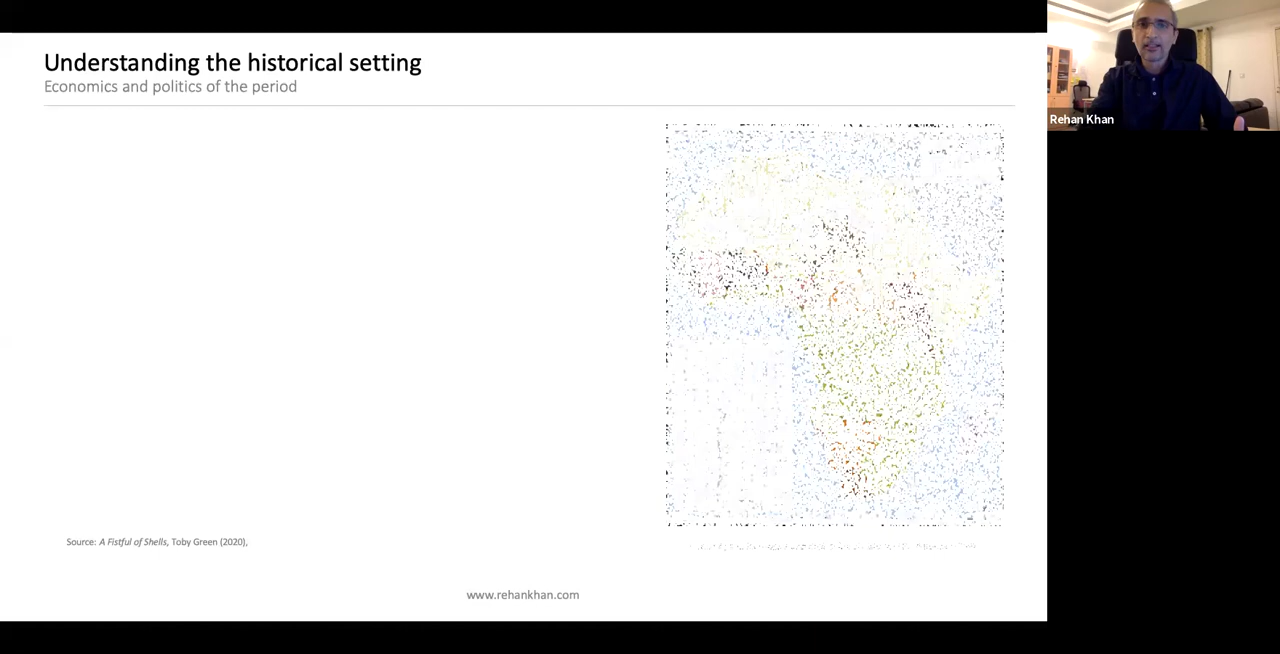 Understanding the historical setting
Economics and politics of the period
Rehan Khan
Source: A Fistful of Shells, Toby Green (2020),
www.rehankhan.com